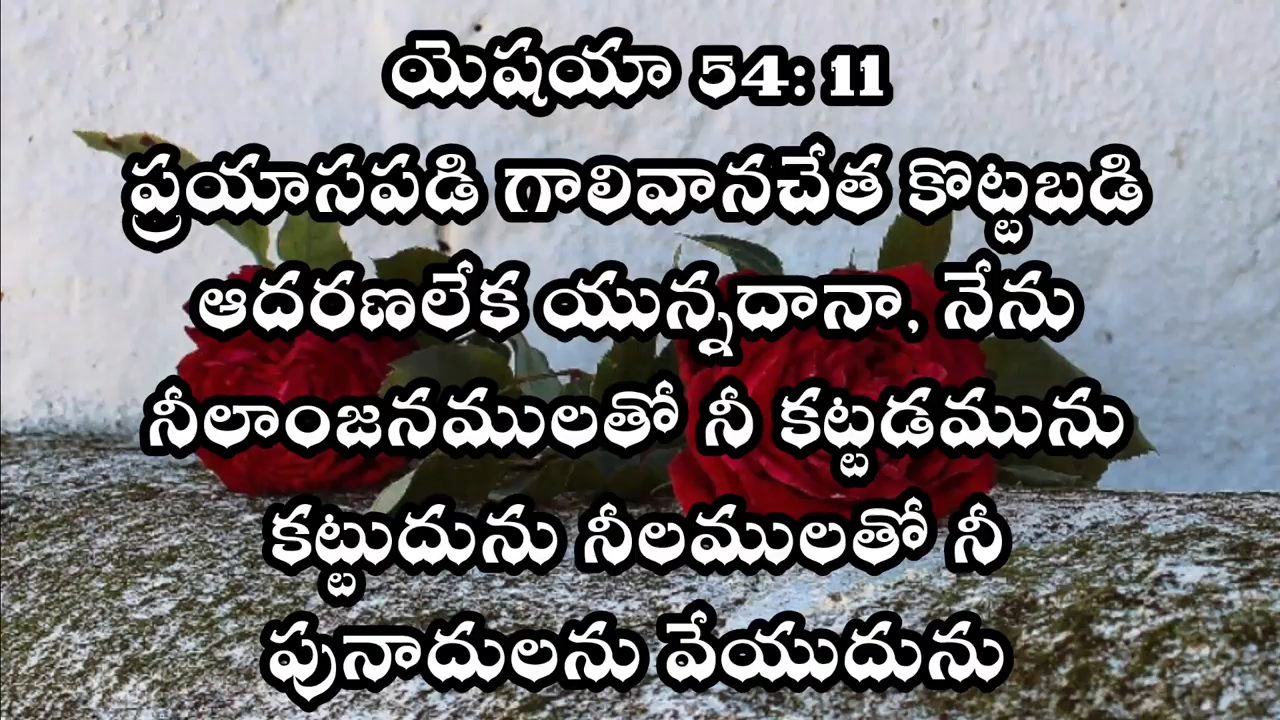 యెషయా 54: 11
ప్రయాసపడి గాలివానచేత కొట్టబడి
ఆదరణలేక యున్నదానా, నేను
నీలాంజనములతో నీ కట్టడమును
కట్టుదును నీలములతో నీ
పునాదులను వేయుదును